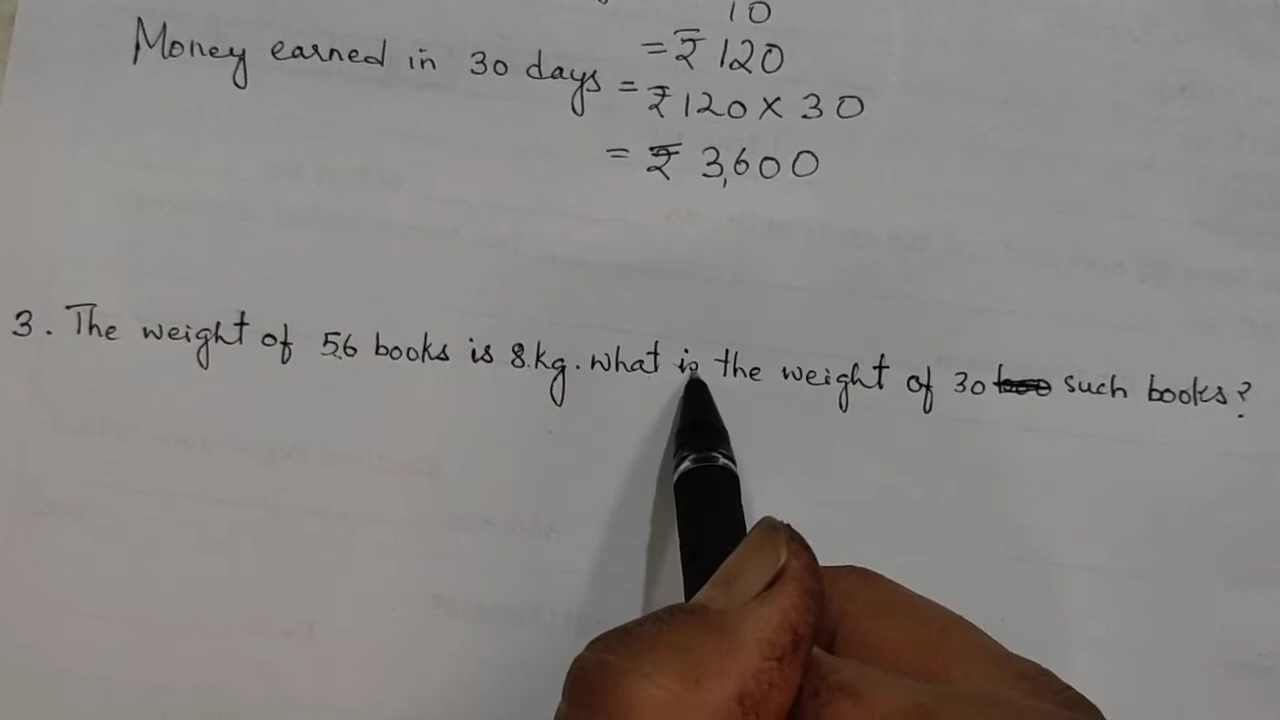 10
= ₹ 120
Money earned in 30 days = ₹ 120 × 30
= ₹ 3,600
3. The weight of 56 books is 8 kg. what is the weight of 30 such books?